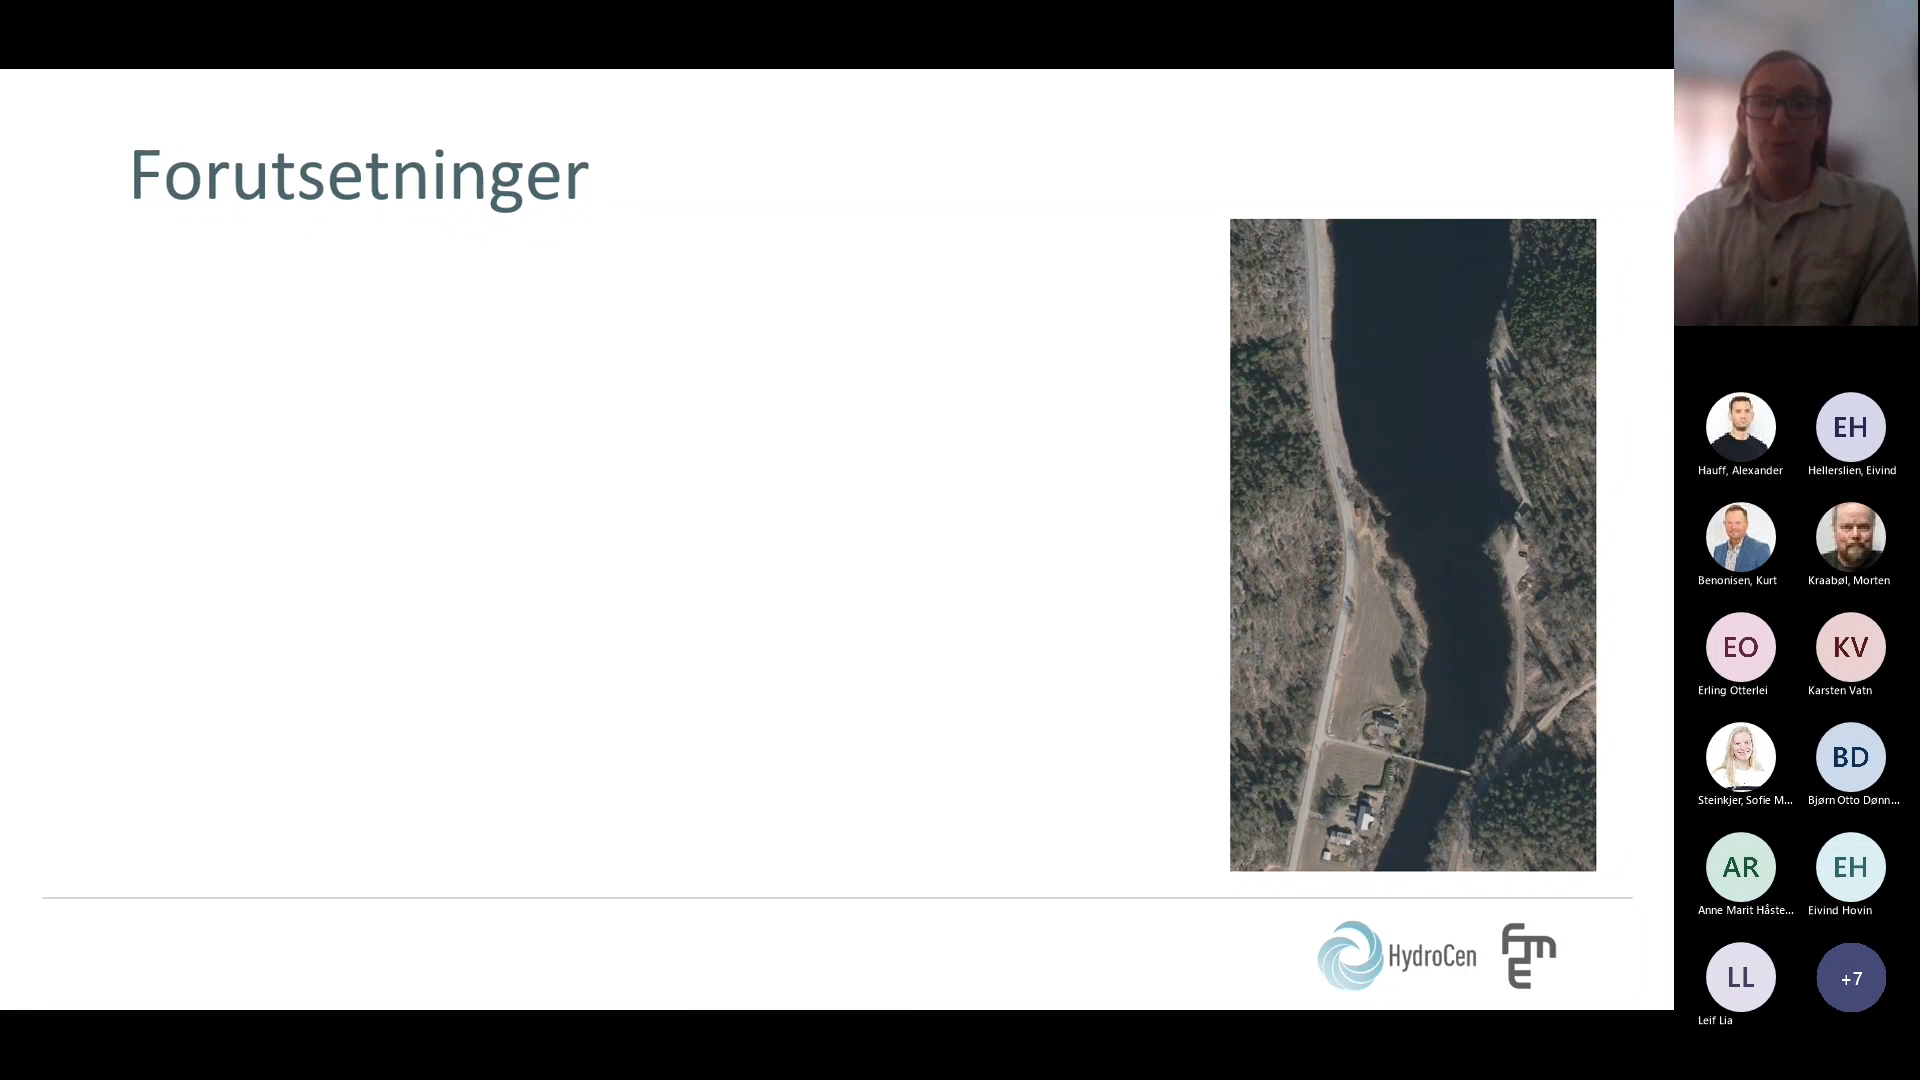 Forutsetninger
HydroCen
FME
Hauff, Alexander
EH
Hellerslien, Eivind
Benonisen, Kurt
Kraabøl, Morten
EO
Erling Otterlei
KV
Karsten Vatn
Steinkjer, Sofie M...
BD
Bjørn Otto Dønn...
AR
Anne Marit Håste...
EH
Eivind Hovin
LL
Leif Lia
+7